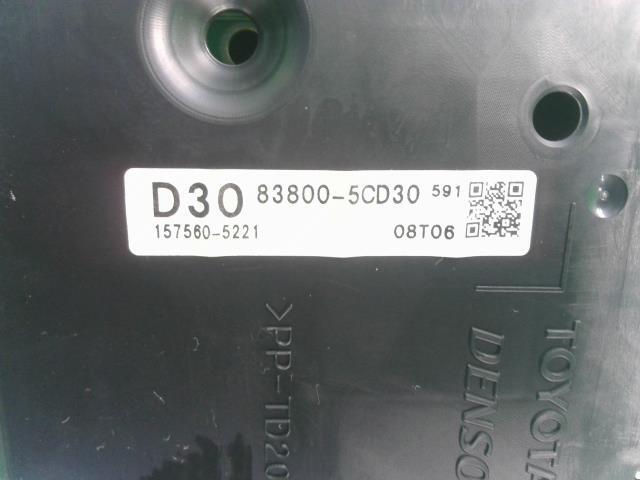 D30 83800-5CD30 591
157560-5221 08T06
>PP-TD20
DENSO
TOYOTA